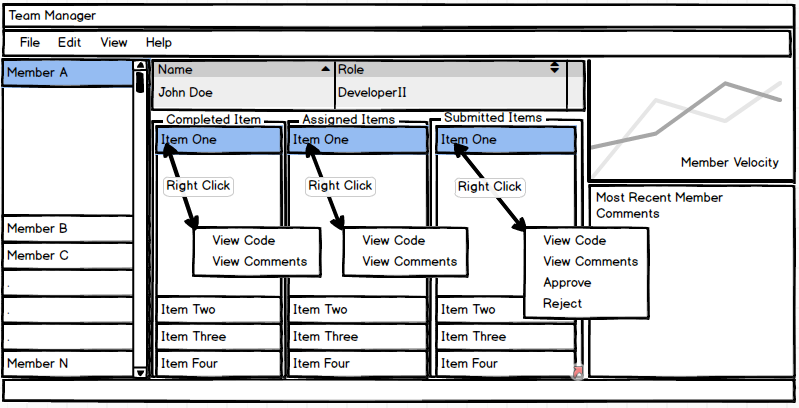 Team Manager
File Edit View Help
Member A
Member B
Member C
.
.
.
Member N
Name Role
John Doe DeveloperII
Completed Item
Item One
Right Click
View Code
View Comments
Item Two
Item Three
Item Four
Assigned Items
Item One
Right Click
View Code
View Comments
Item Two
Item Three
Item Four
Submitted Items
Item One
Right Click
View Code
View Comments
Approve
Reject
Item Two
Item Three
Item Four
Member Velocity
Most Recent Member
Comments